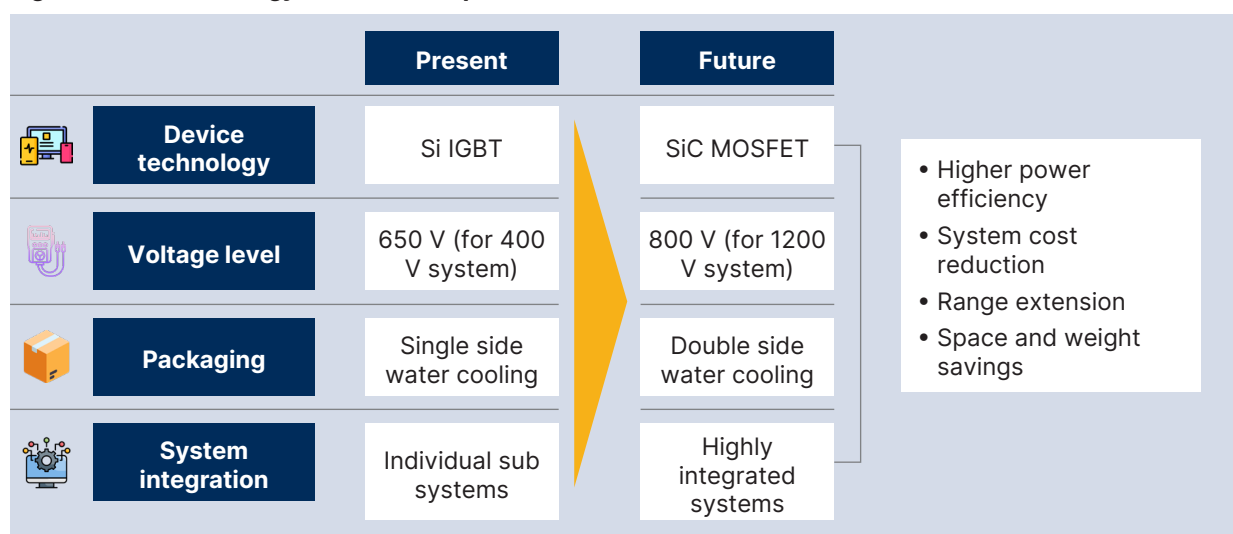 Present
Future
Device
technology
Si IGBT
SiC MOSFET
Voltage level
650 V (for 400
V system)
800 V (for 1200
V system)
Packaging
Single side
water cooling
Double side
water cooling
System
integration
Individual sub
systems
Highly
integrated
systems
• Higher power
efficiency
• System cost
reduction
• Range extension
• Space and weight
savings